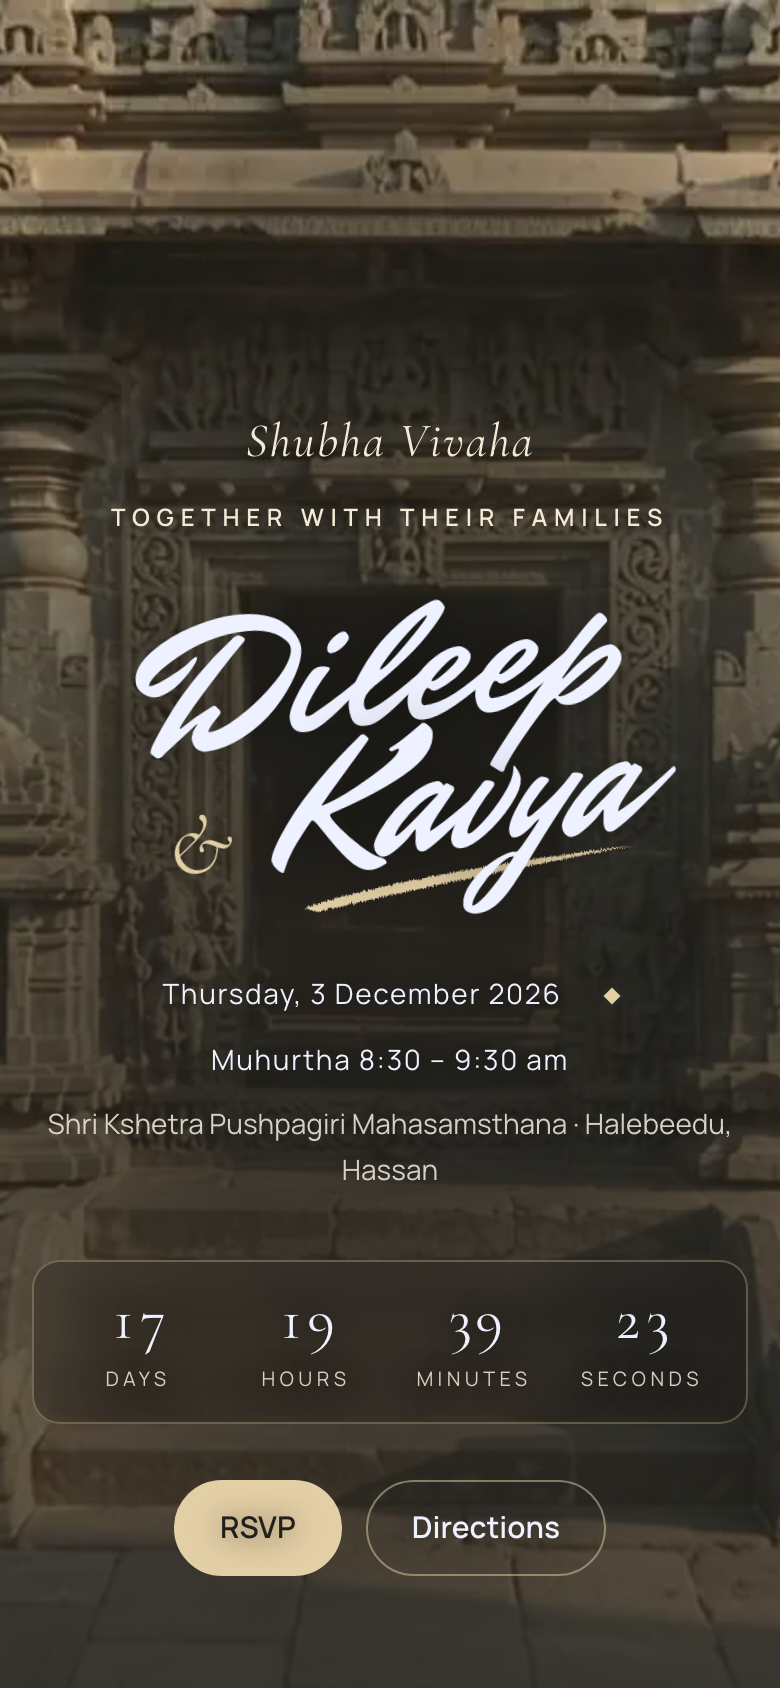 Shubha Vivaha
TOGETHER WITH THEIR FAMILIES
Dileep
& Kavya
Thursday, 3 December 2026 ◆
Muhurtha 8:30 – 9:30 am
Shri Kshetra Pushpagiri Mahasamsthana · Halebeedu,
Hassan
17 19 39 23
DAYS HOURS MINUTES SECONDS
RSVP Directions